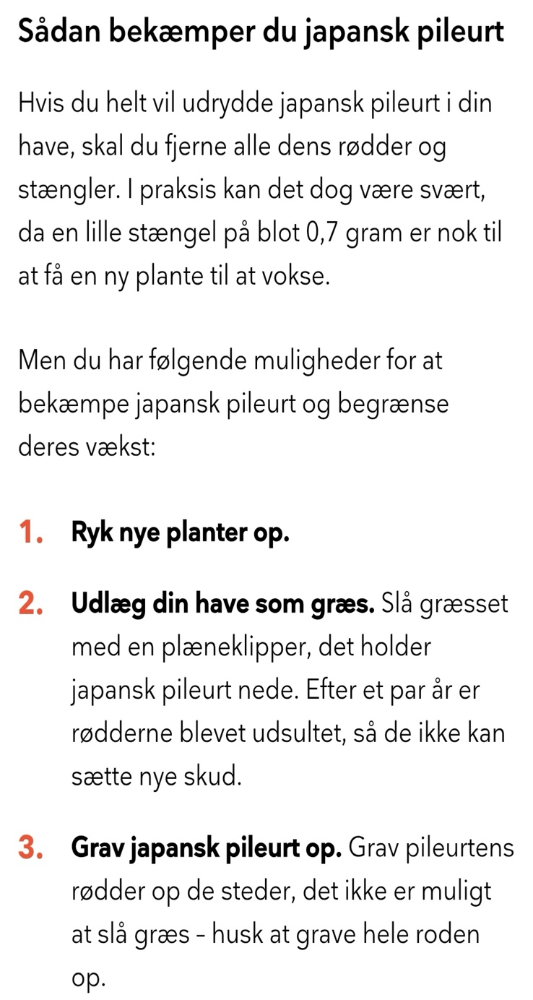 Sådan bekæmper du japansk pileurt
Hvis du helt vil udrydde japansk pileurt i din
have, skal du fjerne alle dens rødder og
stængler. I praksis kan det dog være svært,
da en lille stængel på blot 0,7 gram er nok til
at få en ny plante til at vokse.
Men du har følgende muligheder for at
bekæmpe japansk pileurt og begrænse
deres vækst:
1. Ryk nye planter op.
2. Udlæg din have som græs. Slå græsset
med en plæneklipper, det holder
japansk pileurt nede. Efter et par år er
rødderne blevet udsultet, så de ikke kan
sætte nye skud.
3. Grav japansk pileurt op. Grav pileurtens
rødder op de steder, det ikke er muligt
at slå græs - husk at grave hele roden
op.